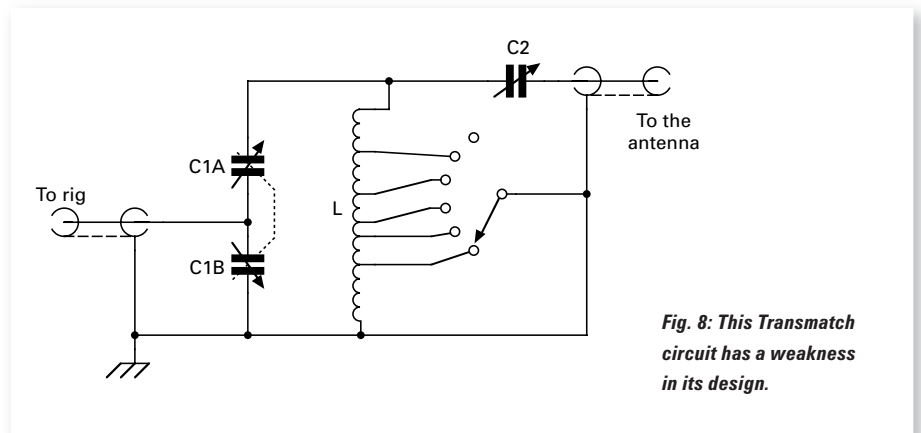 C2
To the
antenna
C1A
To rig
L
C1B
Fig. 8: This Transmatch
circuit has a weakness
in its design.